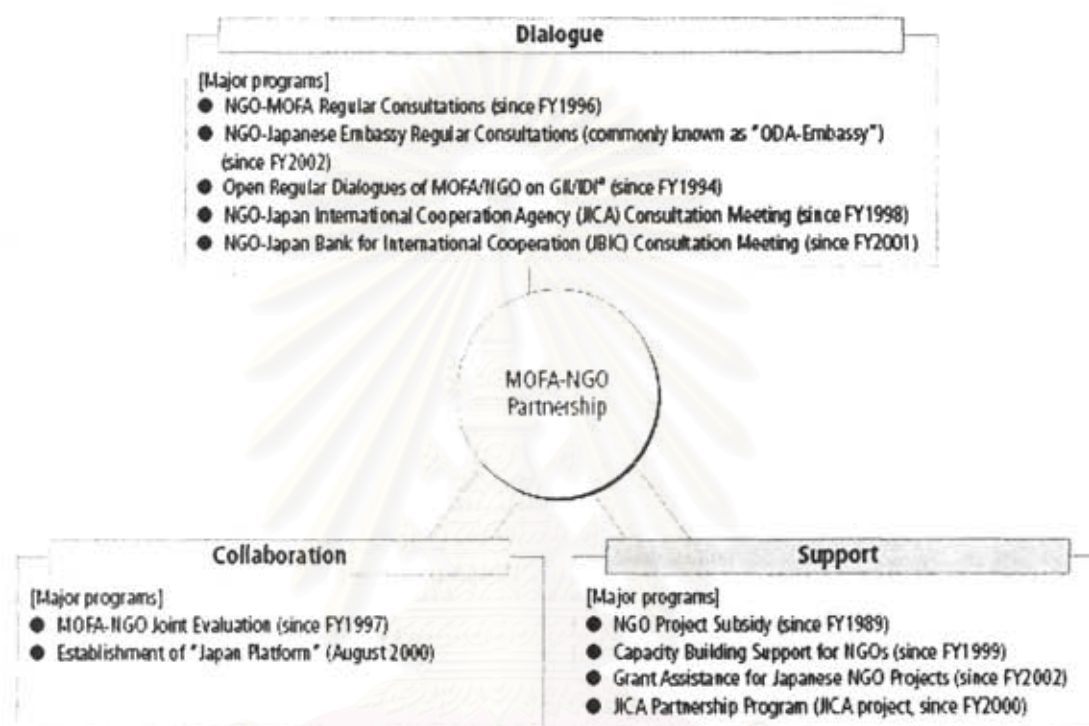 Dialogue
[Major programs]
● NGO-MOFA Regular Consultations (since FY1996)
● NGO-Japanese Embassy Regular Consultations (commonly known as "ODA-Embassy")
(since FY2002)
● Open Regular Dialogues of MOFA/NGO on GII/IDI* (since FY1994)
● NGO-Japan International Cooperation Agency (JICA) Consultation Meeting (since FY1998)
● NGO-Japan Bank for International Cooperation (JBIC) Consultation Meeting (since FY2001)
MOFA-NGO
Partnership
Collaboration
[Major programs]
● MOFA-NGO Joint Evaluation (since FY1997)
● Establishment of "Japan Platform" (August 2000)
Support
[Major programs]
● NGO Project Subsidy (since FY1989)
● Capacity Building Support for NGOs (since FY1999)
● Grant Assistance for Japanese NGO Projects (since FY2002)
● JICA Partnership Program (JICA project, since FY2000)